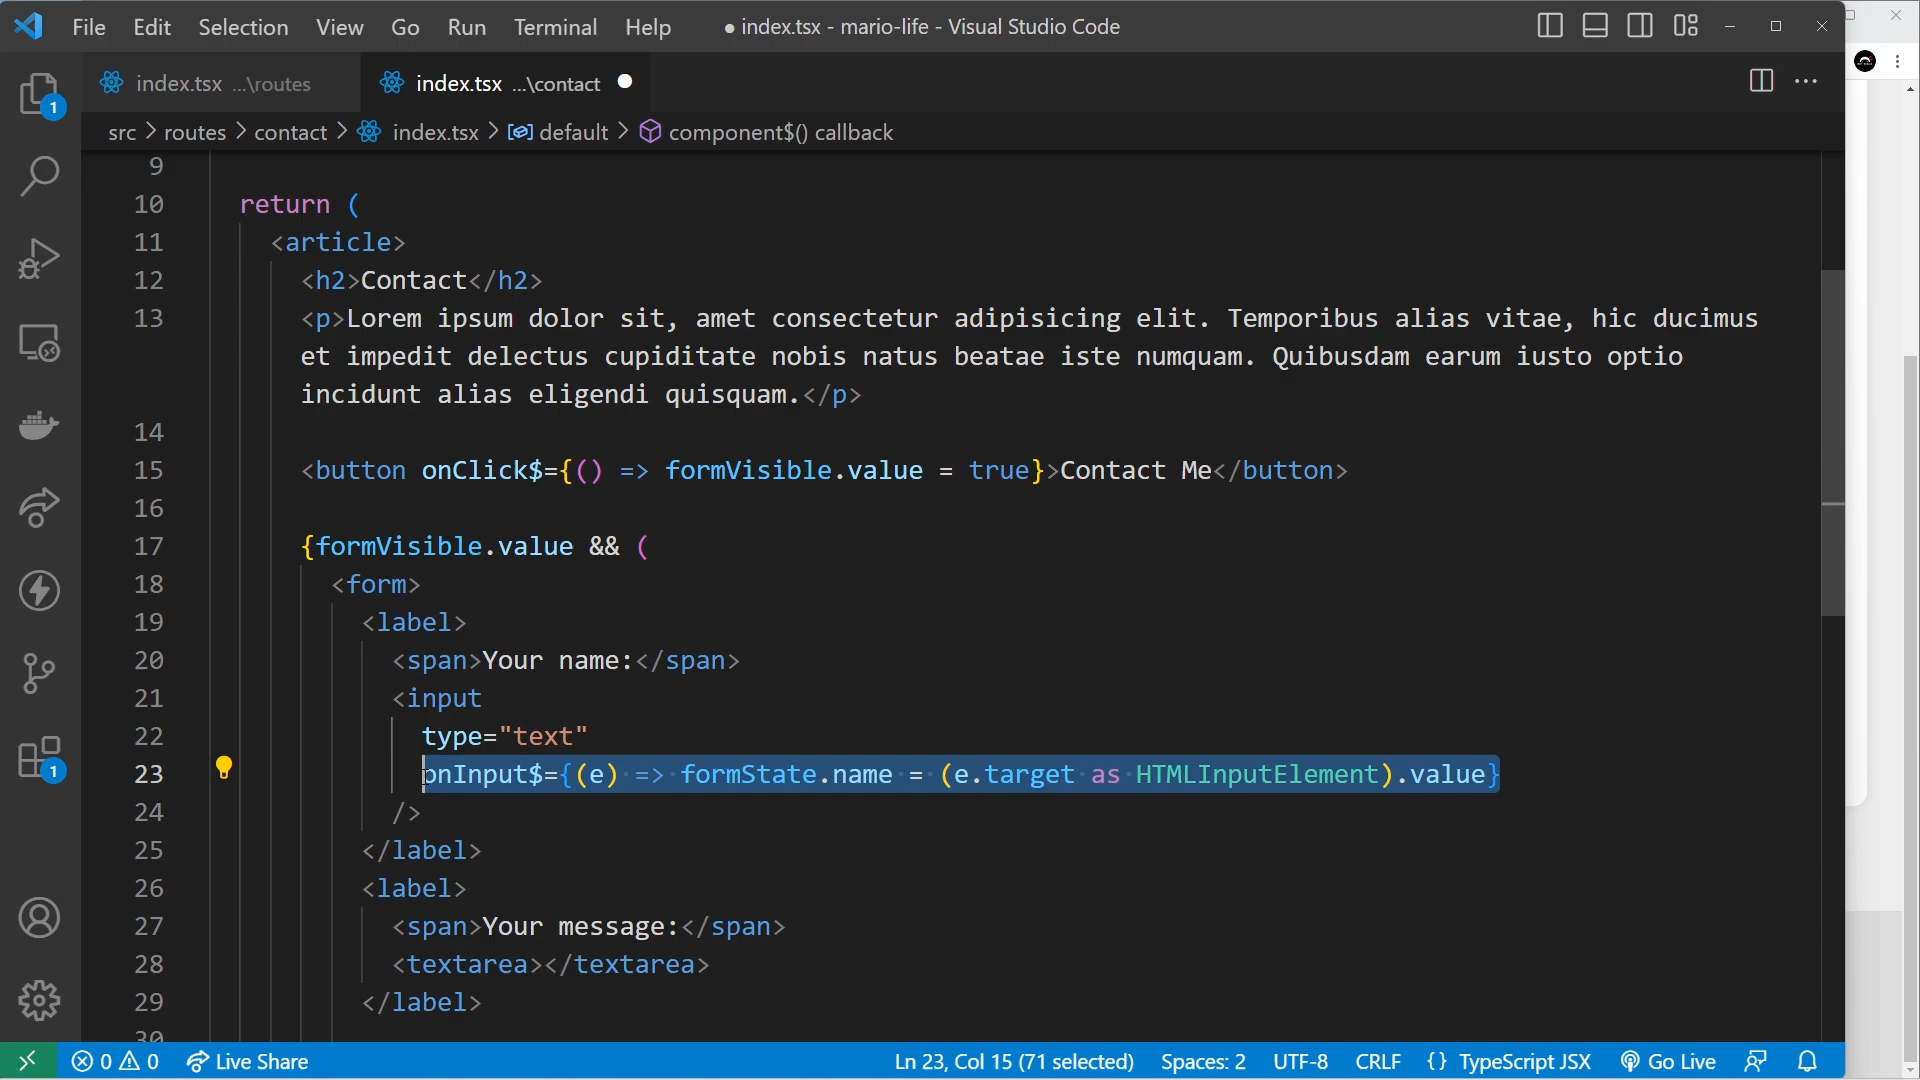 File Edit Selection View Go Run Terminal Help ● index.tsx - mario-life - Visual Studio Code
index.tsx ...\routes index.tsx ...\contact
src > routes > contact > index.tsx > default > component$() callback
9
10 return (
11 <article>
12 <h2>Contact</h2>
13 <p>Lorem ipsum dolor sit, amet consectetur adipisicing elit. Temporibus alias vitae, hic ducimus
et impedit delectus cupiditate nobis natus beatae iste numquam. Quibusdam earum iusto optio
incidunt alias eligendi quisquam.</p>
14
15 <button onClick$={() => formVisible.value = true}>Contact Me</button>
16
17 {formVisible.value && (
18 <form>
19 <label>
20 <span>Your name:</span>
21 <input
22 type="text"
23 onInput$={(e) => formState.name = (e.target as HTMLInputElement).value}
24 />
25 </label>
26 <label>
27 <span>Your message:</span>
28 <textarea></textarea>
29 </label>
30
1
1
0 0 Live Share Ln 23, Col 15 (71 selected) Spaces: 2 UTF-8 CRLF {} TypeScript JSX Go Live